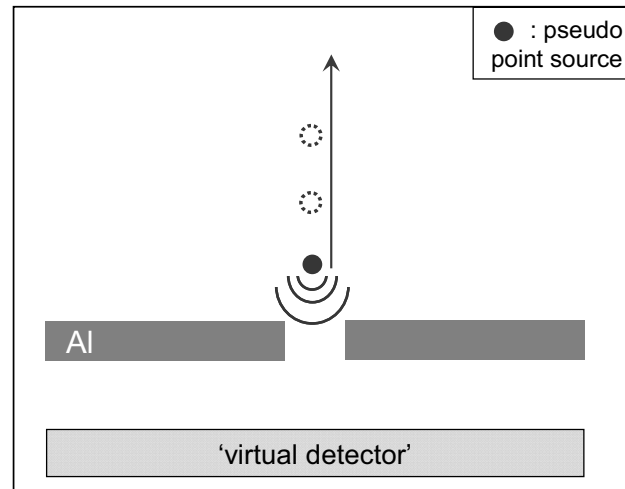 ● : pseudo
point source
Al
‘virtual detector’